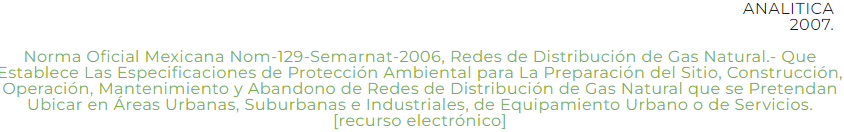 ANALITICA
2007.
Norma Oficial Mexicana Nom-129-Semarnat-2006, Redes de Distribución de Gas Natural.- Que
Establece Las Especificaciones de Protección Ambiental para La Preparación del Sitio, Construcción,
Operación, Mantenimiento y Abandono de Redes de Distribución de Gas Natural que se Pretendan
Ubicar en Áreas Urbanas, Suburbanas e Industriales, de Equipamiento Urbano o de Servicios.
[recurso electrónico]